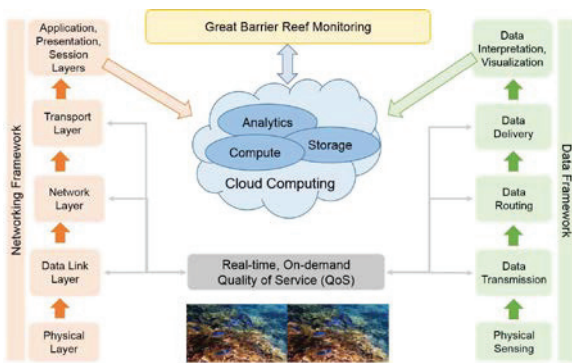 Great Barrier Reef Monitoring
Application,
Presentation,
Session
Layers
Transport
Layer
Network
Layer
Data Link
Layer
Physical
Layer
Networking Framework
Analytics
Storage
Compute
Cloud Computing
Real-time, On-demand
Quality of Service (QoS)
Data
Interpretation,
Visualization
Data
Delivery
Data
Routing
Data
Transmission
Physical
Sensing
Data Framework